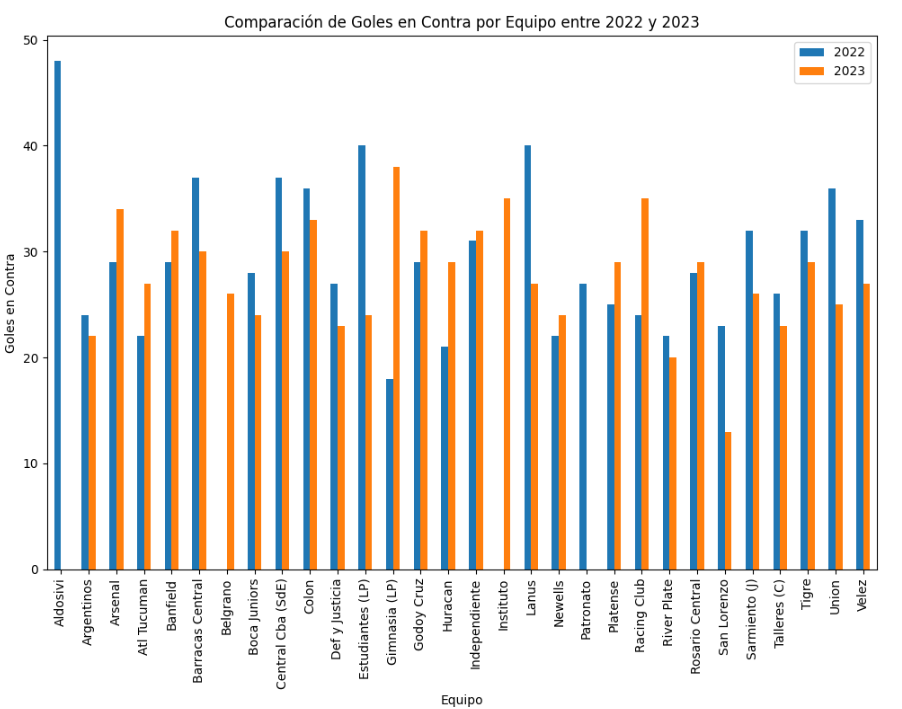 Comparación de Goles en Contra por Equipo entre 2022 y 2023
2022
2023
Goles en Contra
50
40
30
20
10
0
Aldosivi
Argentinos
Arsenal
Atl Tucuman
Banfield
Barracas Central
Belgrano
Boca Juniors
Central Cba (SdE)
Colon
Def y Justicia
Estudiantes (LP)
Gimnasia (LP)
Godoy Cruz
Huracan
Independiente
Instituto
Lanus
Newells
Patronato
Platense
Racing Club
River Plate
Rosario Central
San Lorenzo
Sarmiento (J)
Talleres (C)
Tigre
Union
Velez
Equipo